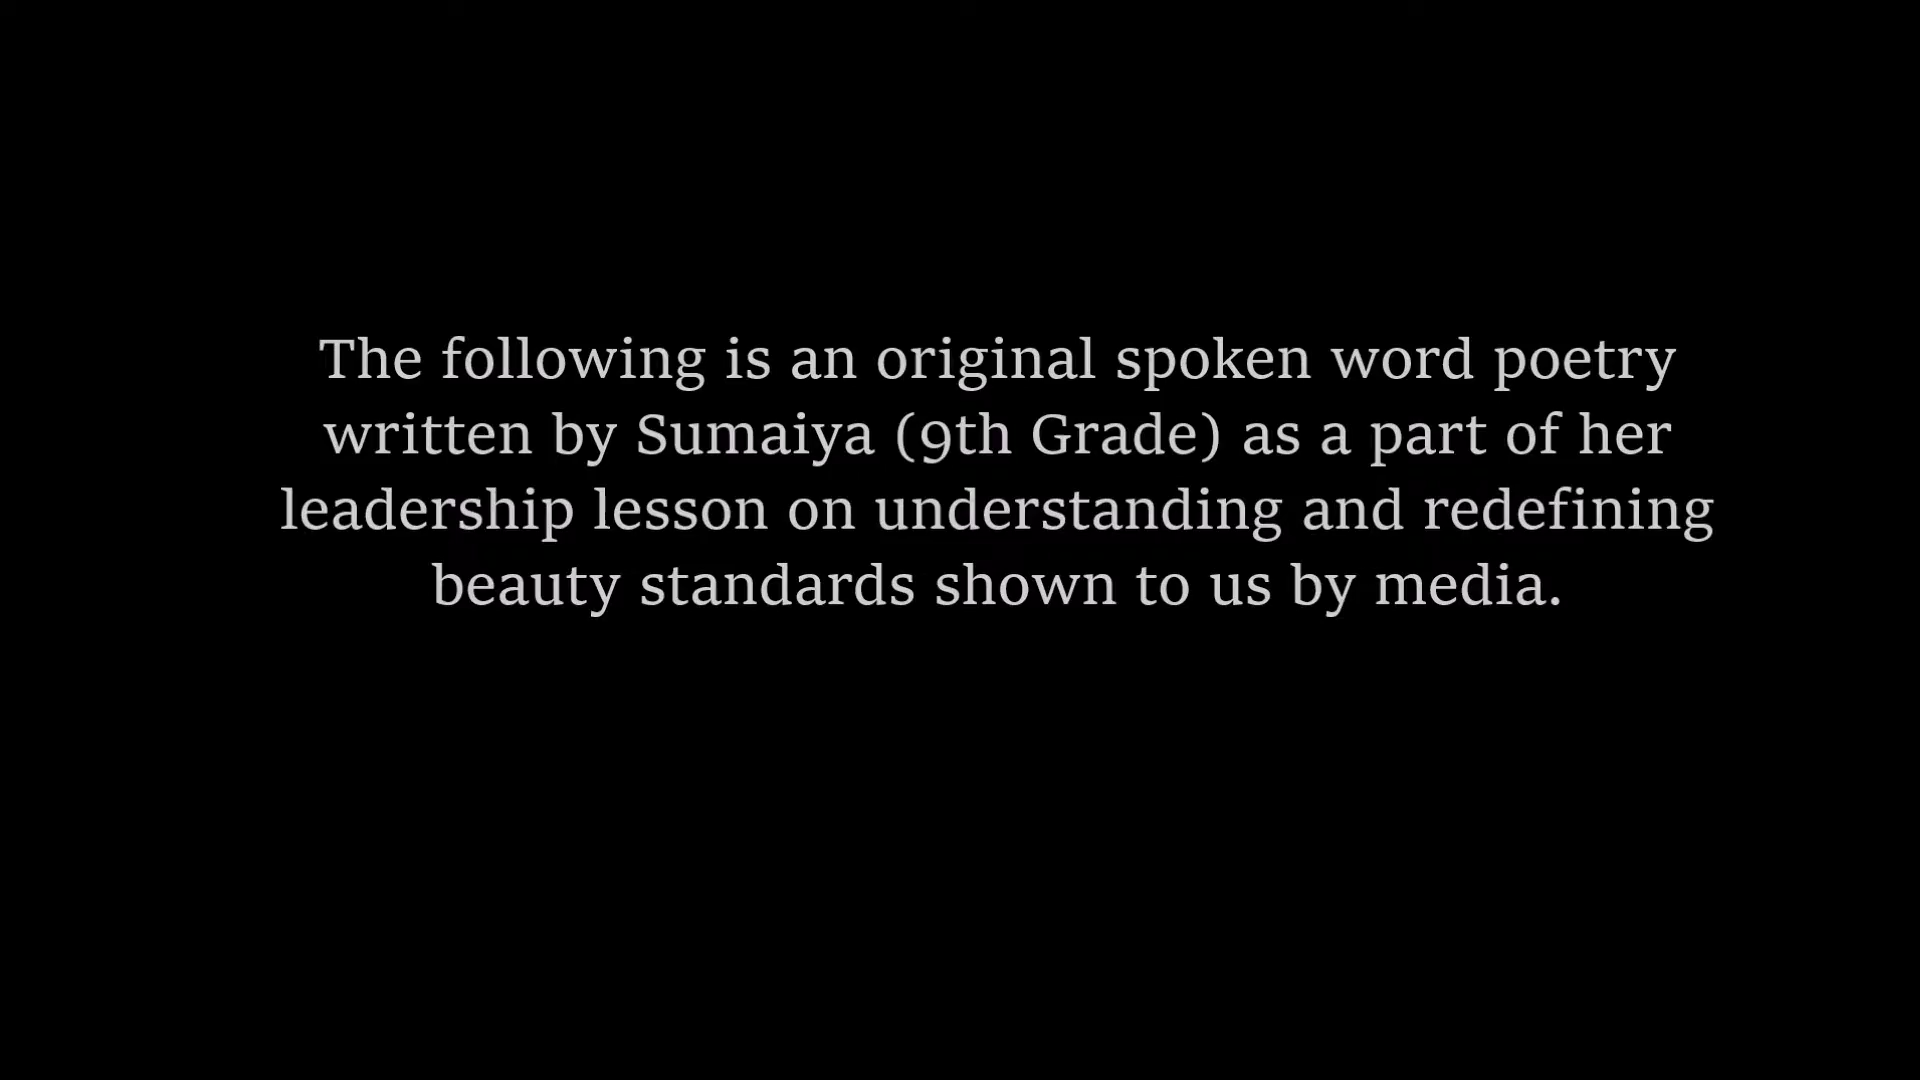 The following is an original spoken word poetry
written by Sumaiya (9th Grade) as a part of her
leadership lesson on understanding and redefining
beauty standards shown to us by media.